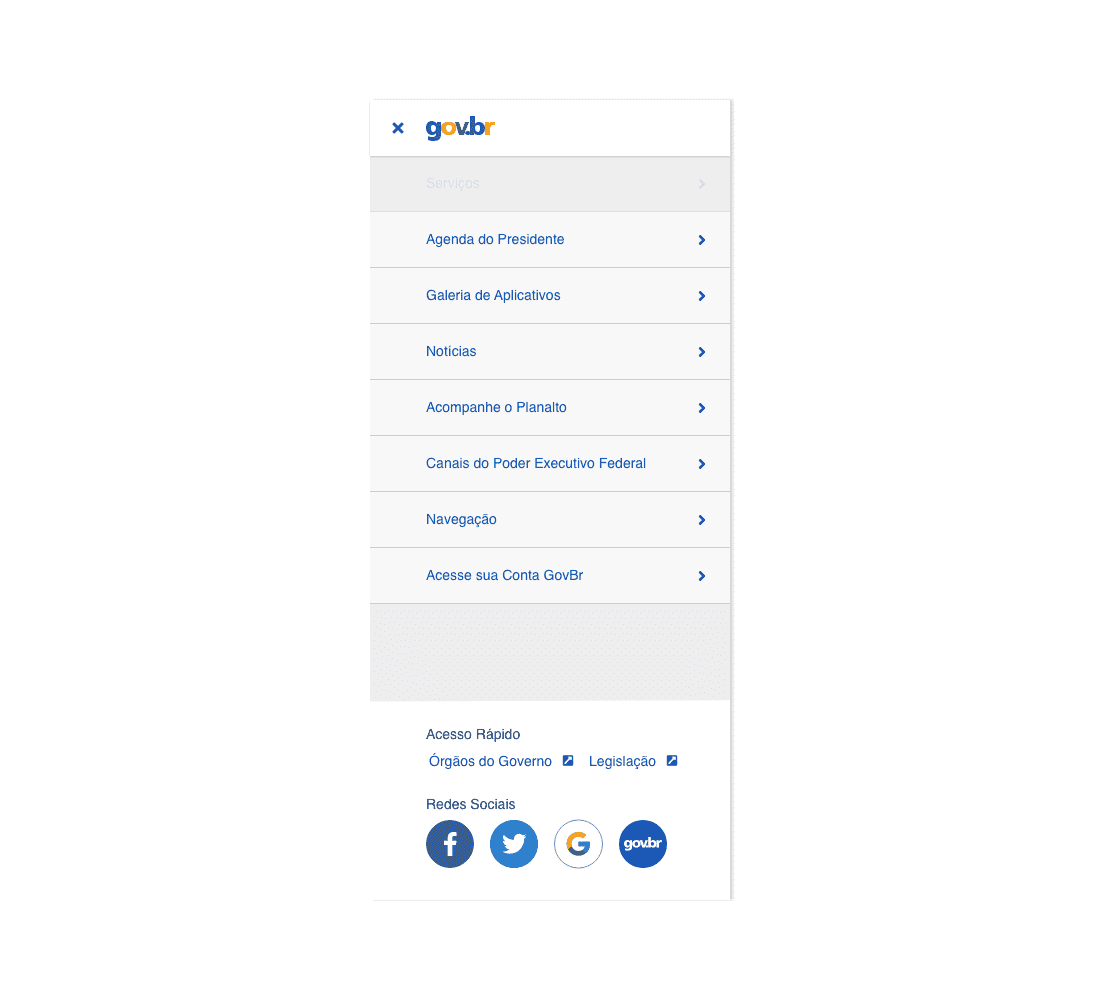 gov.br
Serviços
Agenda do Presidente
Galeria de Aplicativos
Notícias
Acompanhe o Planalto
Canais do Poder Executivo Federal
Navegação
Acesse sua Conta GovBr
Acesso Rápido
Órgãos do Governo Legislação
Redes Sociais
gov.br